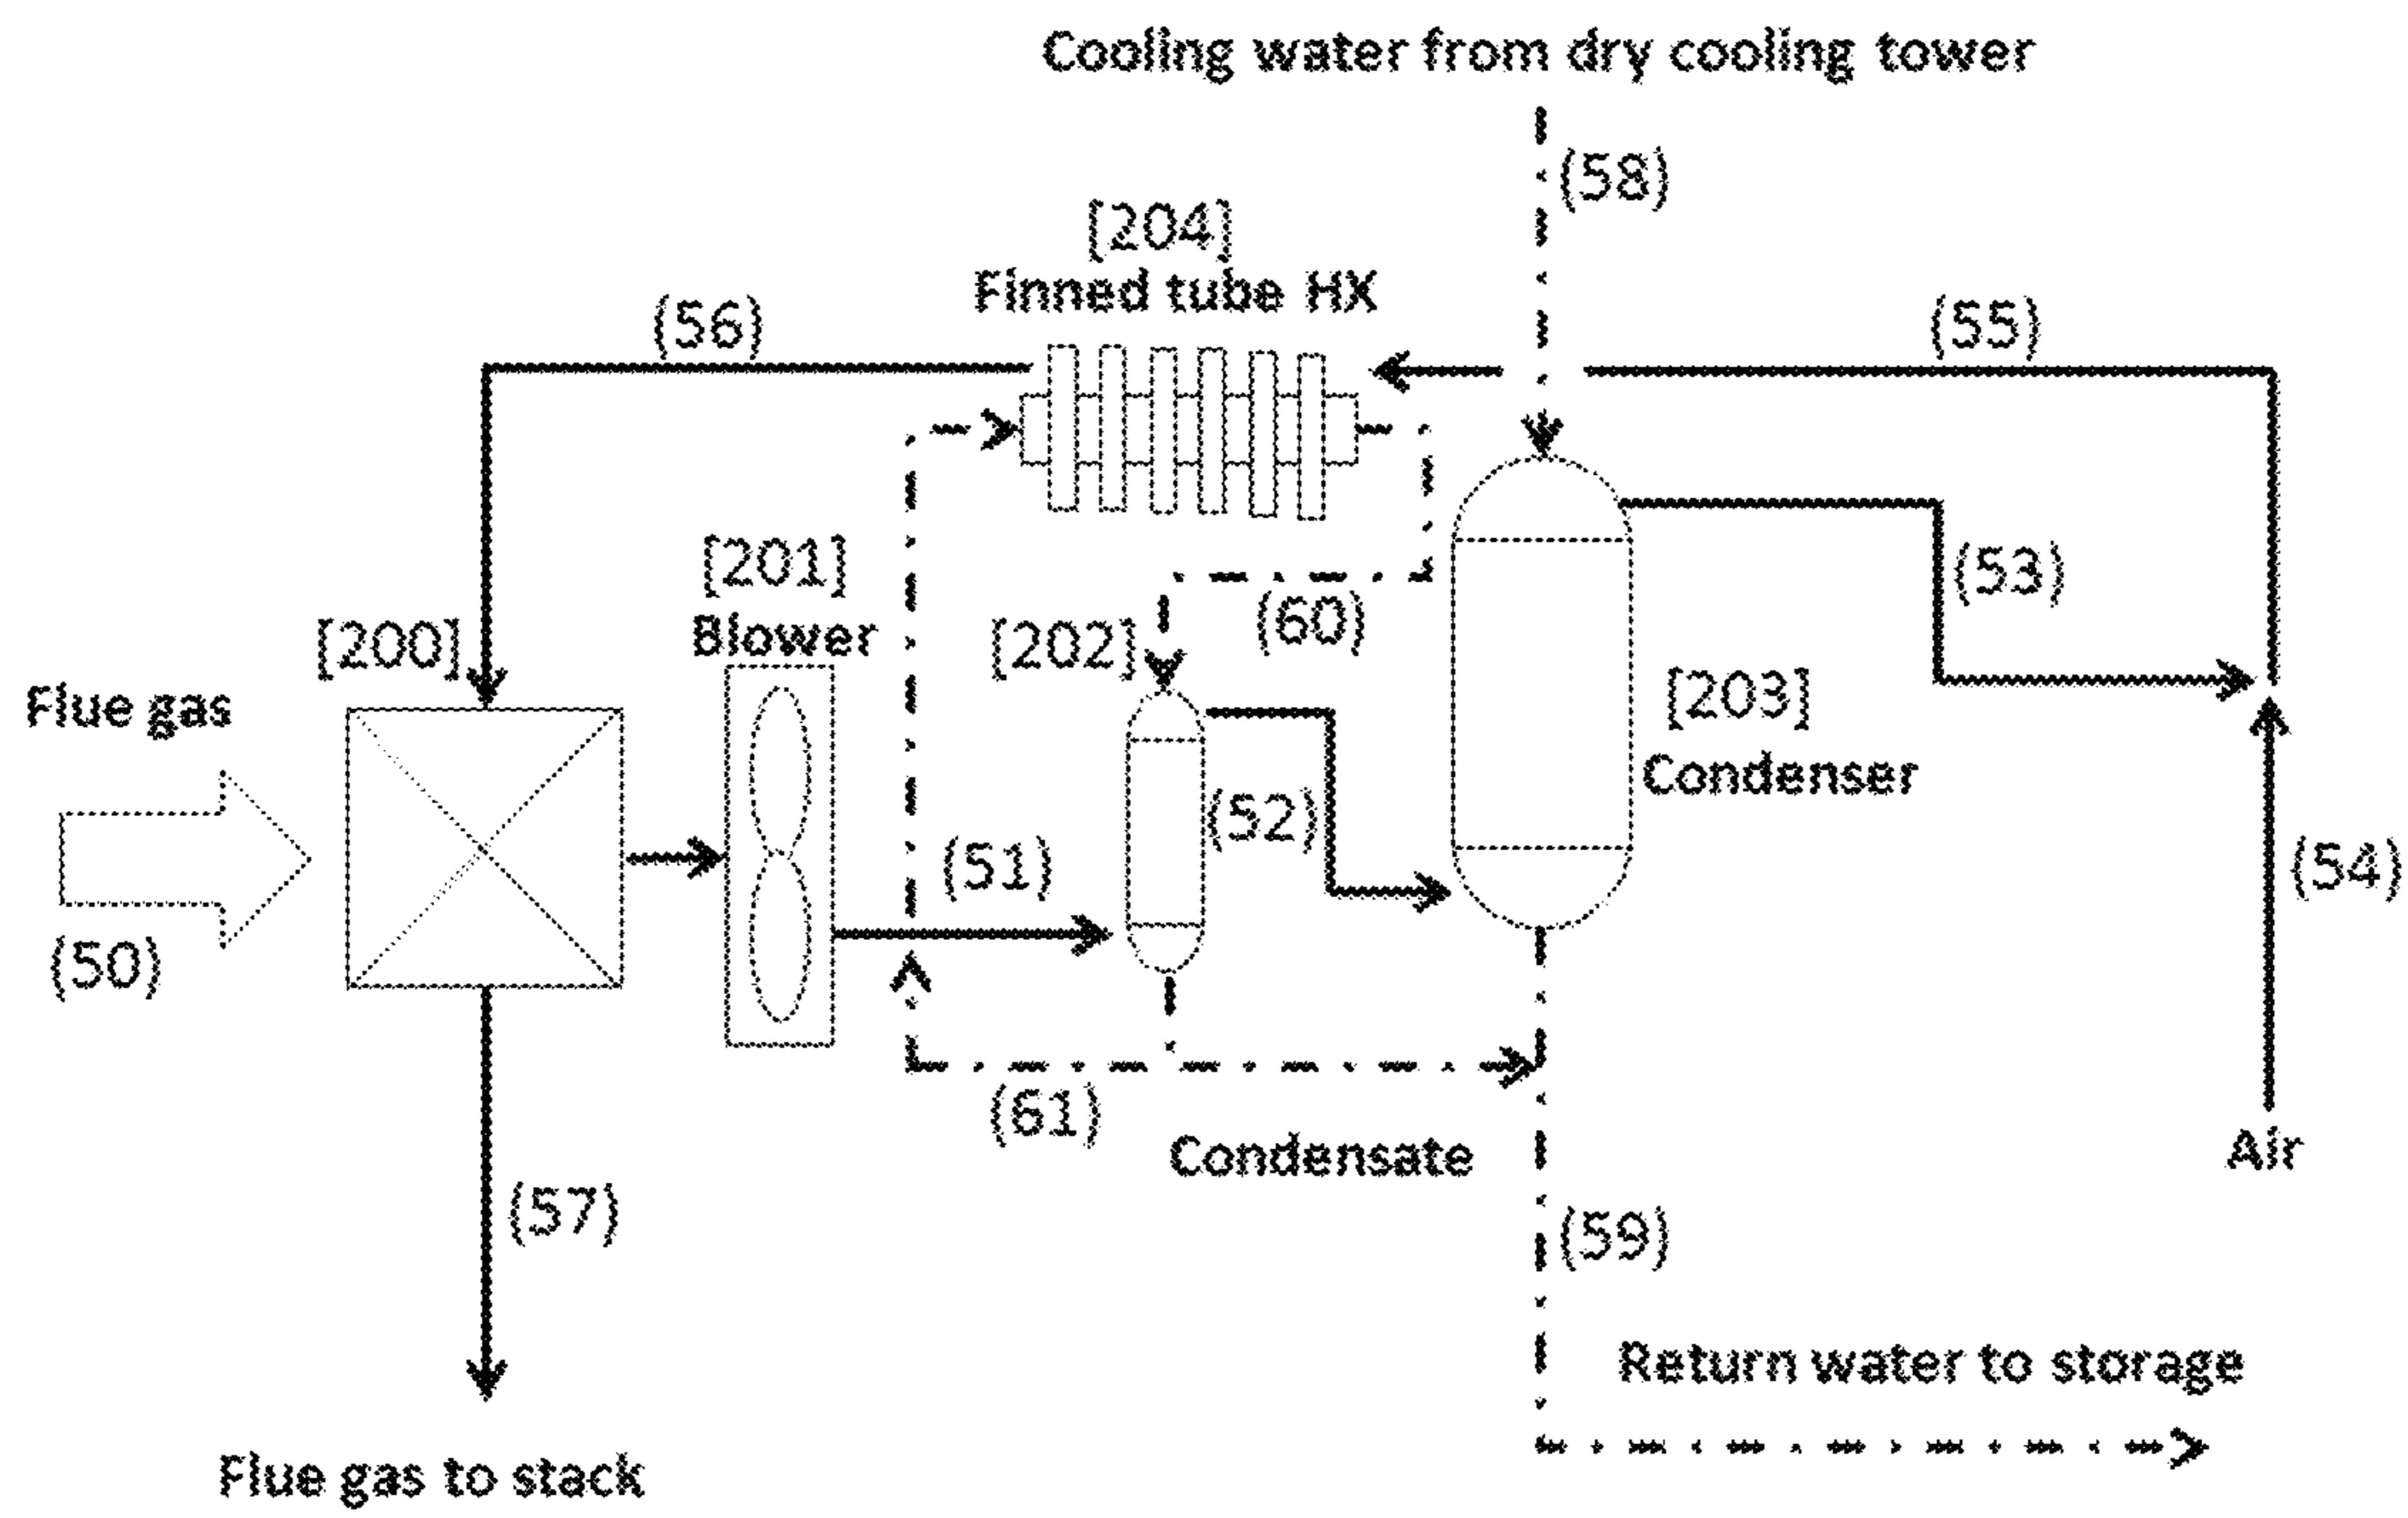 Cooling water from dry cooling tower
(58)
[204]
Finned tube HX
(56)
(55)
[201]
Blower
(53)
(60)
[200]
[202]
Flue gas
[203]
Condenser
(52)
(51)
(54)
(50)
(61)
Condensate
Air
(57)
(59)
Return water to storage
Flue gas to stack